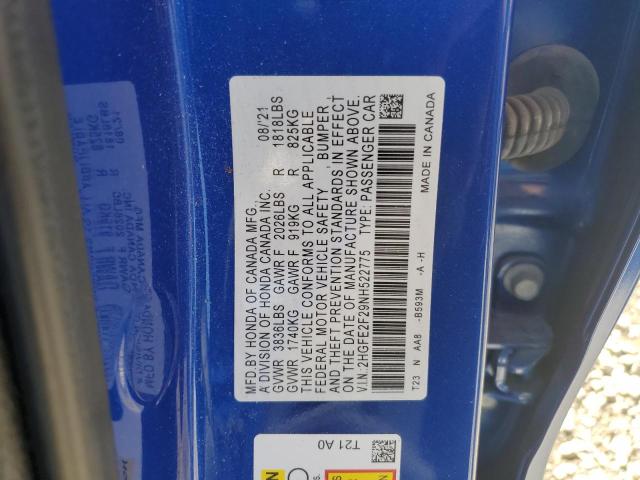 MFD.BY HONDA OF CANADA MFG., 08/'21
A DIVISION OF HONDA CANADA INC.
GVWR 3836LBS GAWR F 2026LBS R 1818LBS
GVWR 1740KG GAWR F 919KG R 825KG
THIS VEHICLE CONFORMS TO ALL APPLICABLE
FEDERAL MOTOR VEHICLE SAFETY, BUMPER,
AND THEFT PREVENTION STANDARDS IN EFFECT
ON THE DATE OF MANUFACTURE SHOWN ABOVE.
V.I.N.:2HGFE2F29NH522775 TYPE: PASSENGER CAR
T23 N AA8 -B593M -A -H MADE IN CANADA
T21 A0